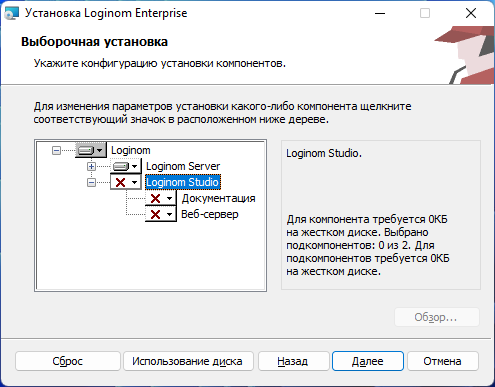 Установка Loginom Enterprise
Выборочная установка
Укажите конфигурацию установки компонентов.
Для изменения параметров установки какого-либо компонента щелкните
соответствующий значок в расположенном ниже дереве.
Loginom
Loginom Server
Loginom Studio
Документация
Веб-сервер
Loginom Studio.
Для компонента требуется 0КБ
на жестком диске. Выбрано
подкомпонентов: 0 из 2. Для
подкомпонентов требуется 0КБ
на жестком диске.
Обзор...
Сброс
Использование диска
Назад
Далее
Отмена